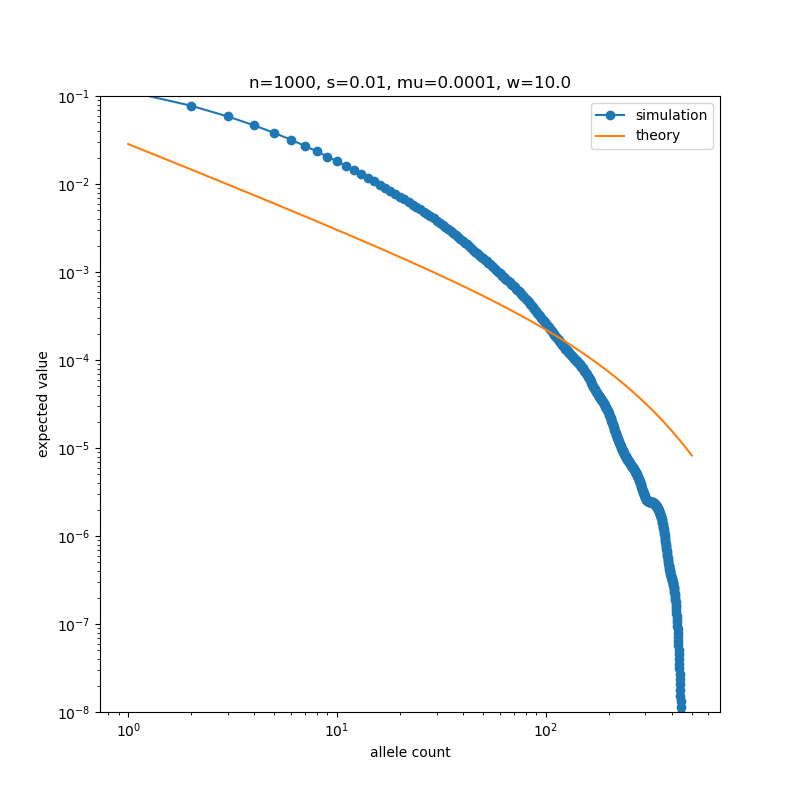 n=1000, s=0.01, mu=0.0001, w=10.0
simulation
theory
10⁻¹
10⁻²
10⁻³
10⁻⁴
10⁻⁵
10⁻⁶
10⁻⁷
10⁻⁸
expected value
10⁰ 10¹ 10²
allele count